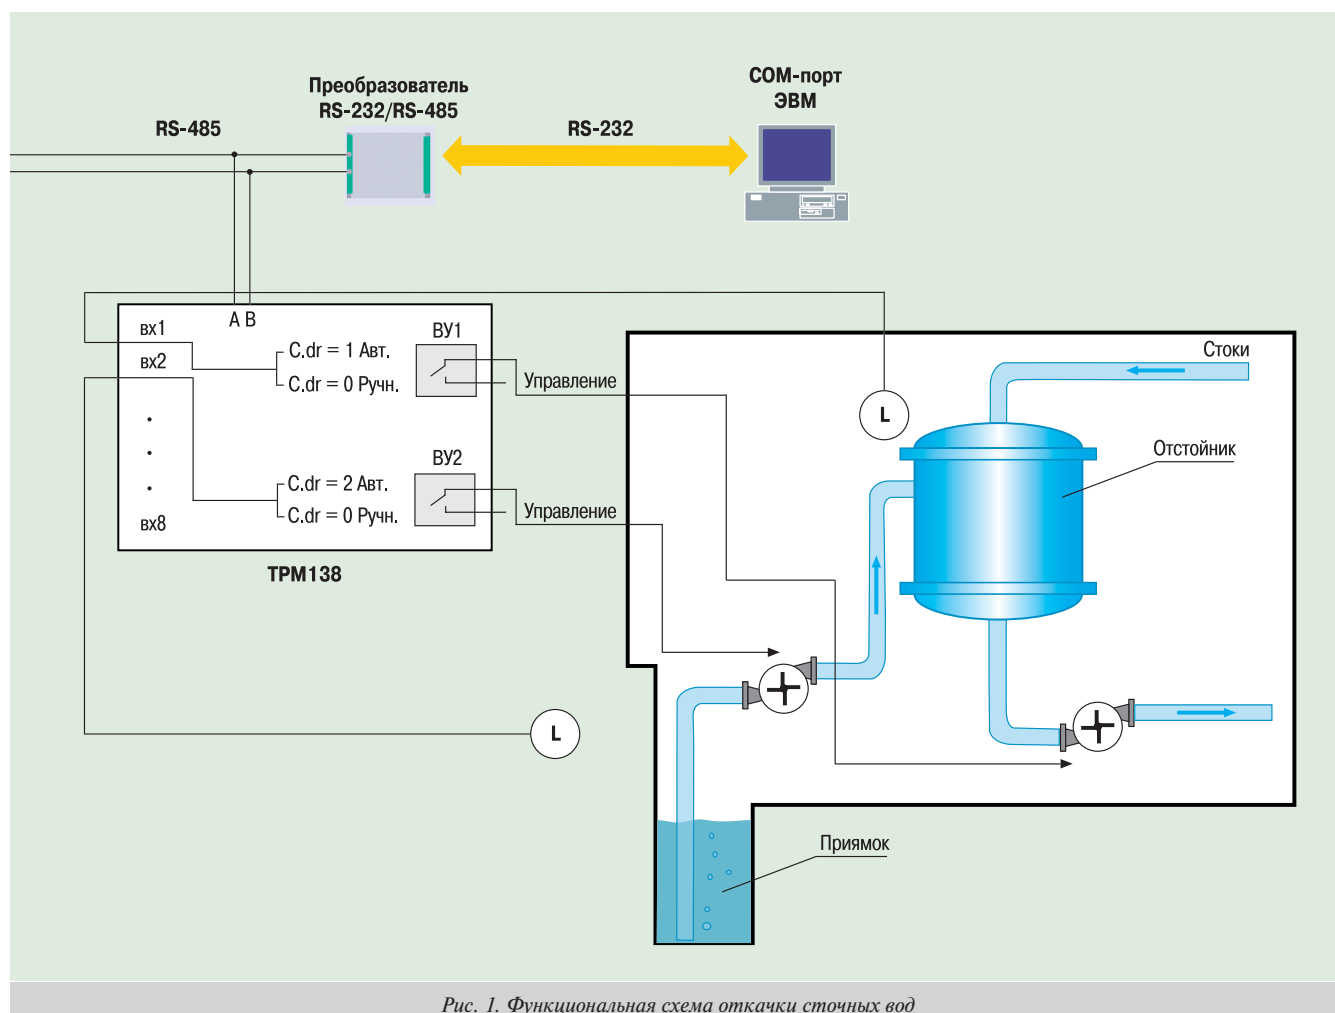 Преобразователь
RS-232/RS-485
COM-порт
ЭВМ
RS-485
RS-232
A B
вх1
вх2
вх8
C.dr = 1 Авт.
C.dr = 0 Ручн.
ВУ1
Управление
C.dr = 2 Авт.
C.dr = 0 Ручн.
ВУ2
Управление
ТРМ138
L
L
Стоки
Отстойник
Приямок
Рис. 1. Функциональная схема откачки сточных вод